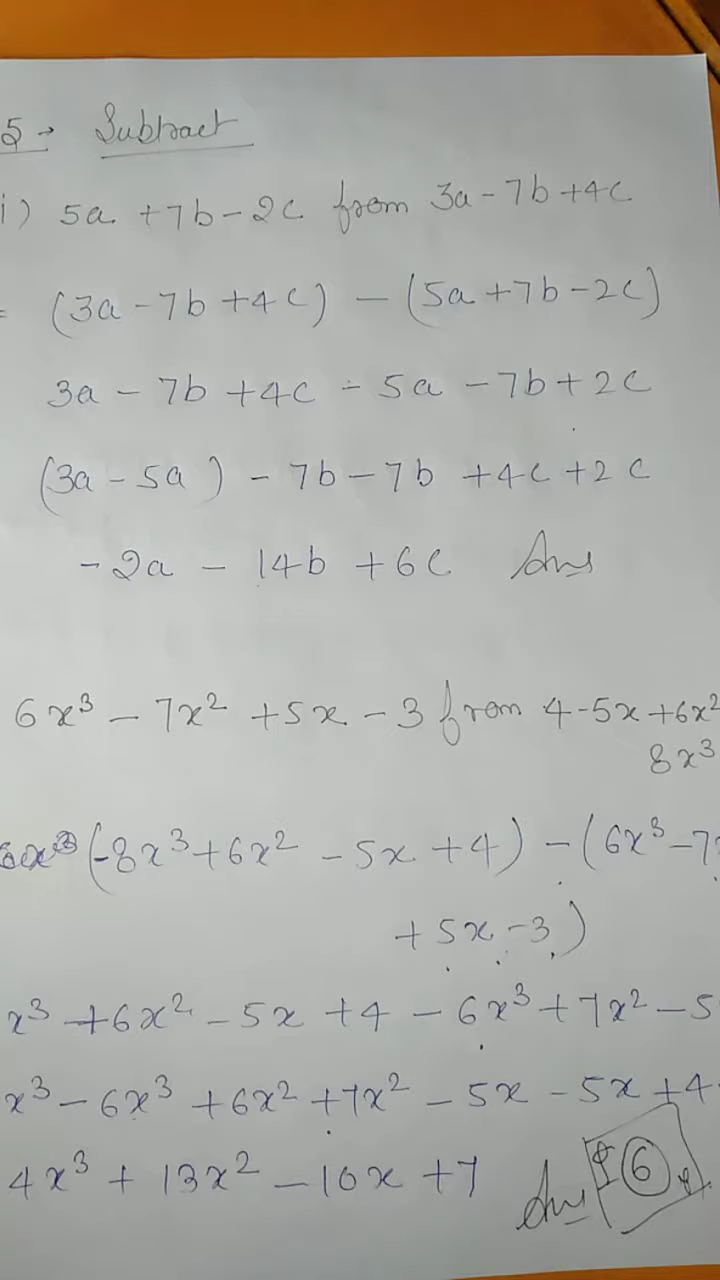 5→ Subtract
i) 5a + 7b - 2c from 3a - 7b + 4c
= (3a - 7b + 4c) - (5a + 7b - 2c)
3a - 7b + 4c - 5a - 7b + 2c
(3a - 5a) - 7b - 7b + 4c + 2c
- 2a - 14b + 6c Ans
6x³ - 7x² + 5x - 3 from 4 - 5x + 6x²
8x³
(-8x³ + 6x² - 5x + 4) - (6x³ - 7
+ 5x - 3)
x³ + 6x² - 5x + 4 - 6x³ + 7x² - 5
x³ - 6x³ + 6x² + 7x² - 5x - 5x + 4
4x³ + 13x² - 10x + 7 Ans 6